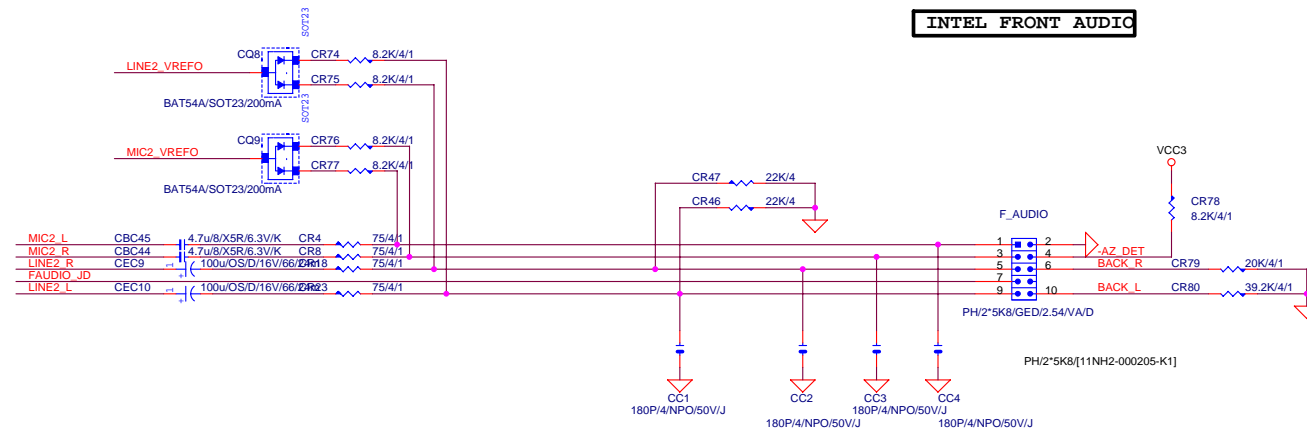 INTEL FRONT AUDIO
SOT23
CQ8 CR74 8.2K/4/1
LINE2_VREFO
CR75 8.2K/4/1
BAT54A/SOT23/200mA
SOT23
CQ9 CR76 8.2K/4/1
MIC2_VREFO
CR77 8.2K/4/1
BAT54A/SOT23/200mA
VCC3
CR47 22K/4
CR46 22K/4
CR78
8.2K/4/1
F_AUDIO
MIC2_L CBC45 4.7u/8/X5R/6.3V/K CR4 75/4/1
1 2
MIC2_R CBC44 4.7u/8/X5R/6.3V/K CR8 75/4/1
3 4 -AZ_DET
LINE2_R CEC9 1 + 100u/OS/D/16V/66/24m CR18 75/4/1
5 6 BACK_R CR79 20K/4/1
FAUDIO_JD
7
LINE2_L CEC10 1 + 100u/OS/D/16V/66/24m CR23 75/4/1
9 10 BACK_L CR80 39.2K/4/1
PH/2*5K8/GED/2.54/VA/D
PH/2*5K8/[11NH2-000205-K1]
CC1 CC2 CC3 CC4
180P/4/NPO/50V/J
180P/4/NPO/50V/J
180P/4/NPO/50V/J
180P/4/NPO/50V/J